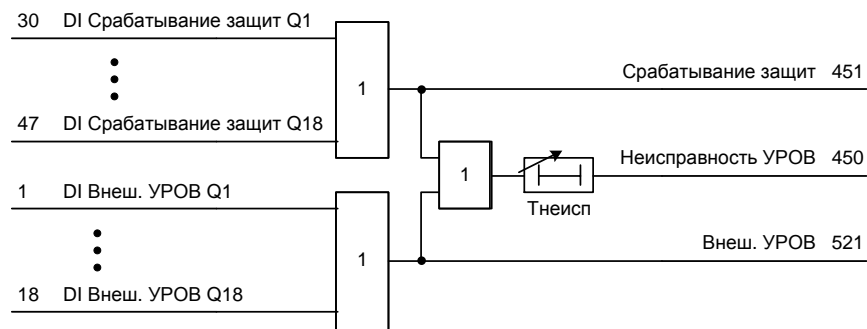 30 DI Срабатывание защит Q1
47 DI Срабатывание защит Q18
1
Срабатывание защит 451
1
Тнеисп
Неисправность УРОВ 450
1 DI Внеш. УРОВ Q1
18 DI Внеш. УРОВ Q18
1
Внеш. УРОВ 521